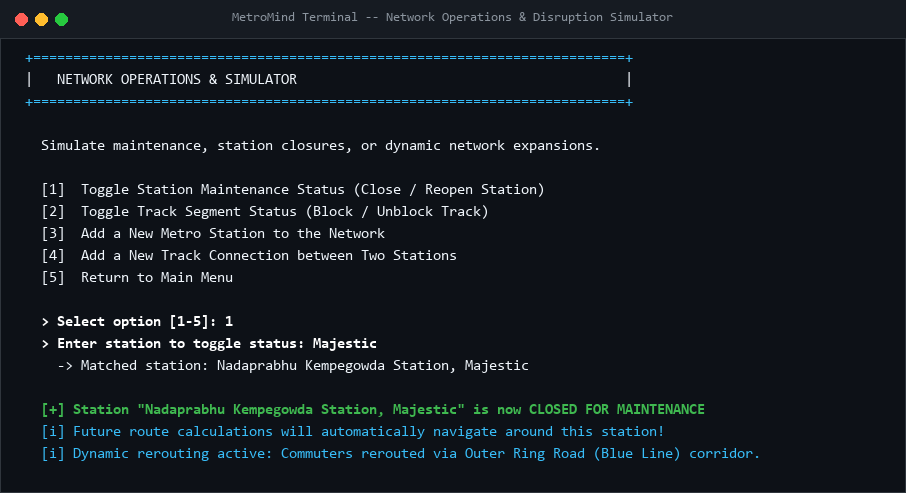 MetroMind Terminal -- Network Operations & Disruption Simulator
+==========================================================================+
|   NETWORK OPERATIONS & SIMULATOR                                         |
+==========================================================================+
Simulate maintenance, station closures, or dynamic network expansions.
[1]  Toggle Station Maintenance Status (Close / Reopen Station)
[2]  Toggle Track Segment Status (Block / Unblock Track)
[3]  Add a New Metro Station to the Network
[4]  Add a New Track Connection between Two Stations
[5]  Return to Main Menu
> Select option [1-5]: 1
> Enter station to toggle status: Majestic
-> Matched station: Nadaprabhu Kempegowda Station, Majestic
[+] Station "Nadaprabhu Kempegowda Station, Majestic" is now CLOSED FOR MAINTENANCE
[i] Future route calculations will automatically navigate around this station!
[i] Dynamic rerouting active: Commuters rerouted via Outer Ring Road (Blue Line) corridor.